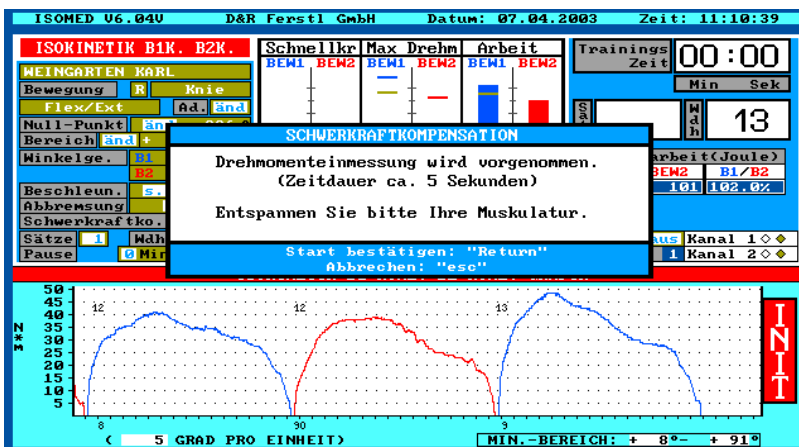 ISOMED V6.04V D&R Ferstl GmbH Datum: 07.04.2003 Zeit: 11:10:39
ISOKINETIK B1K. B2K.
WEINGARTEN KARL
Bewegung R Knie
Flex/Ext Ad. änd
Null-Punkt
Bereich änd +
Winkelge. B1
B2
Beschleun. s.
Abbremsung
Schwerkraftko.
Sätze 1 Wdh
Pause 0 Min
Schnellkr Max Drehm Arbeit
BEW1 BEW2 BEW1 BEW2 BEW1 BEW2
Trainings
Zeit 00:00
Min Sek
Wdh 13
rbeit(Joule)
BEW2 B1/B2
101 102.0%
aus Kanal 1
1 Kanal 2
SCHWERKRAFTKOMPENSATION
Drehmomenteinmessung wird vorgenommen.
(Zeitdauer ca. 5 Sekunden)
Entspannen Sie bitte Ihre Muskulatur.
Start bestätigen: "Return"
Abbrechen: "esc"
N*M
50
40
35
30
25
20
15
10
5
12 12 13
8 90 9
( 5 GRAD PRO EINHEIT)
MIN.-BEREICH: + 8°- + 91°
INIT